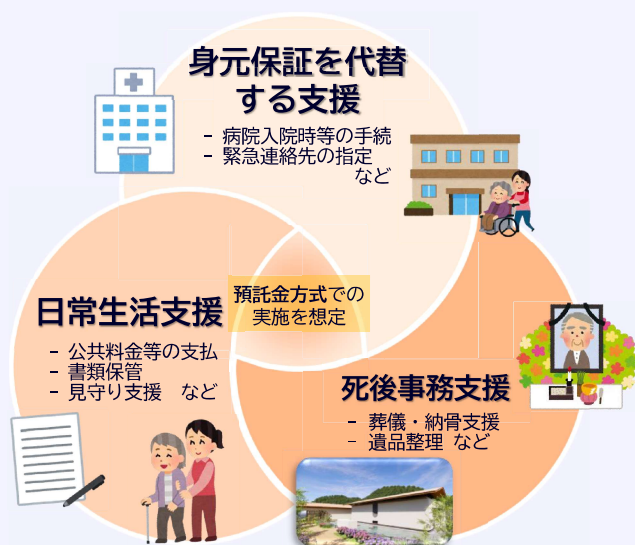 身元保証を代替
する支援
- 病院入院時等の手続
- 緊急連絡先の指定
など
預託金方式での
実施を想定
日常生活支援
- 公共料金等の支払
- 書類保管
- 見守り支援　など
死後事務支援
- 葬儀・納骨支援
- 遺品整理 など